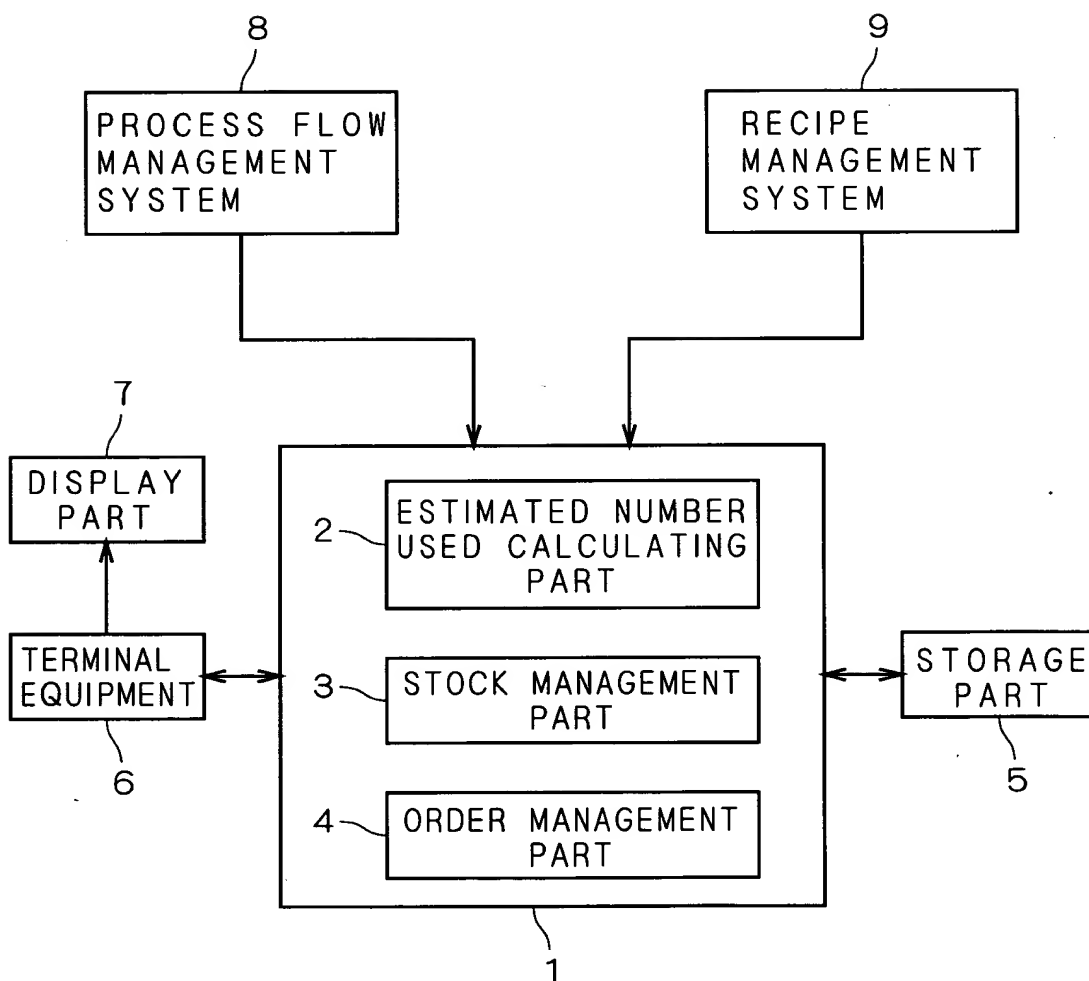 8
9
PROCESS FLOW
MANAGEMENT
SYSTEM
RECIPE
MANAGEMENT
SYSTEM
7
DISPLAY
PART
2
ESTIMATED NUMBER
USED CALCULATING
PART
TERMINAL
EQUIPMENT
6
3
STOCK MANAGEMENT
PART
STORAGE
PART
5
4
ORDER MANAGEMENT
PART
1